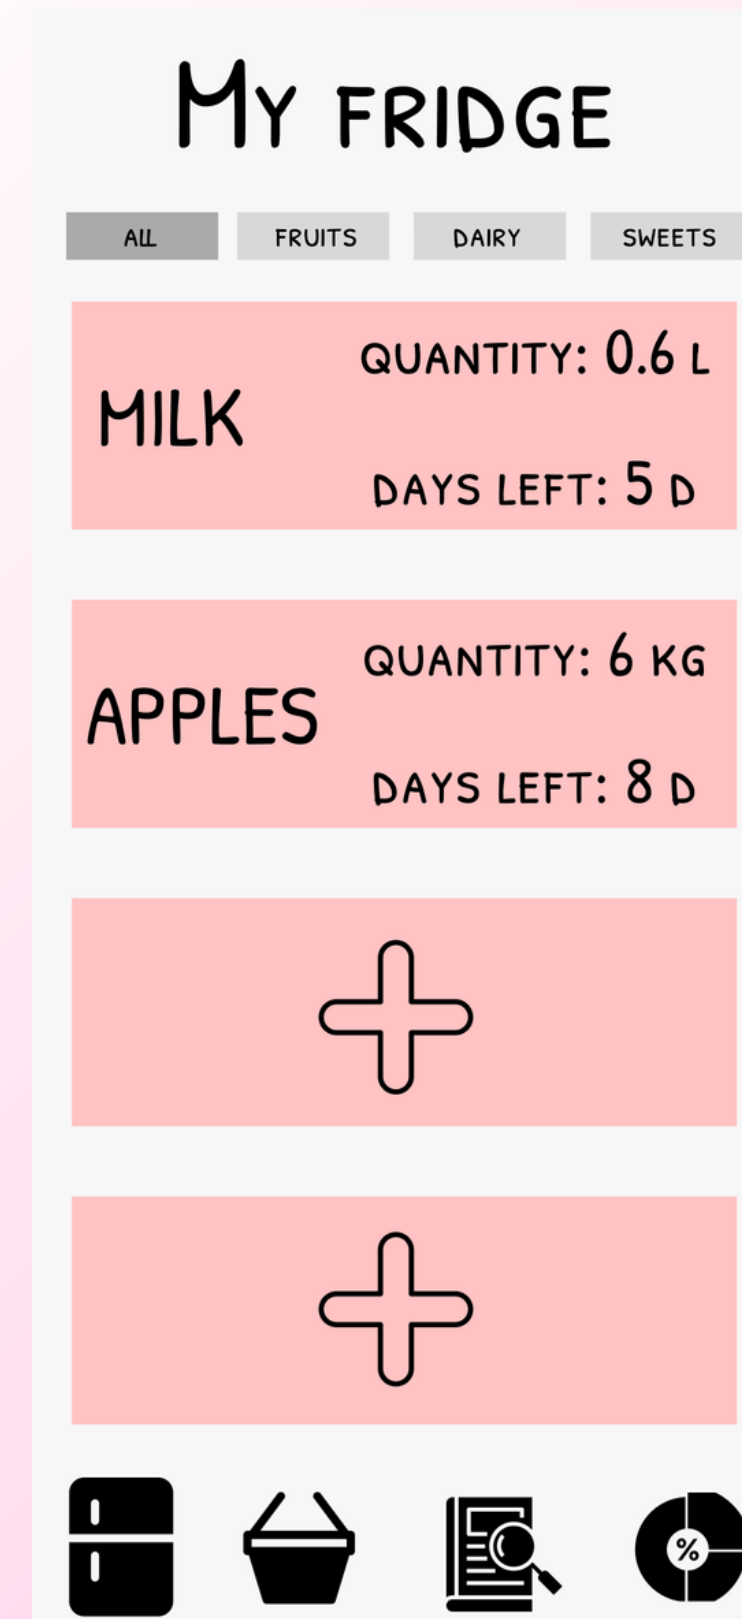 My fridge
ALL FRUITS DAIRY SWEETS
MILK
QUANTITY: 0.6 L
DAYS LEFT: 5 D
APPLES
QUANTITY: 6 KG
DAYS LEFT: 8 D
%